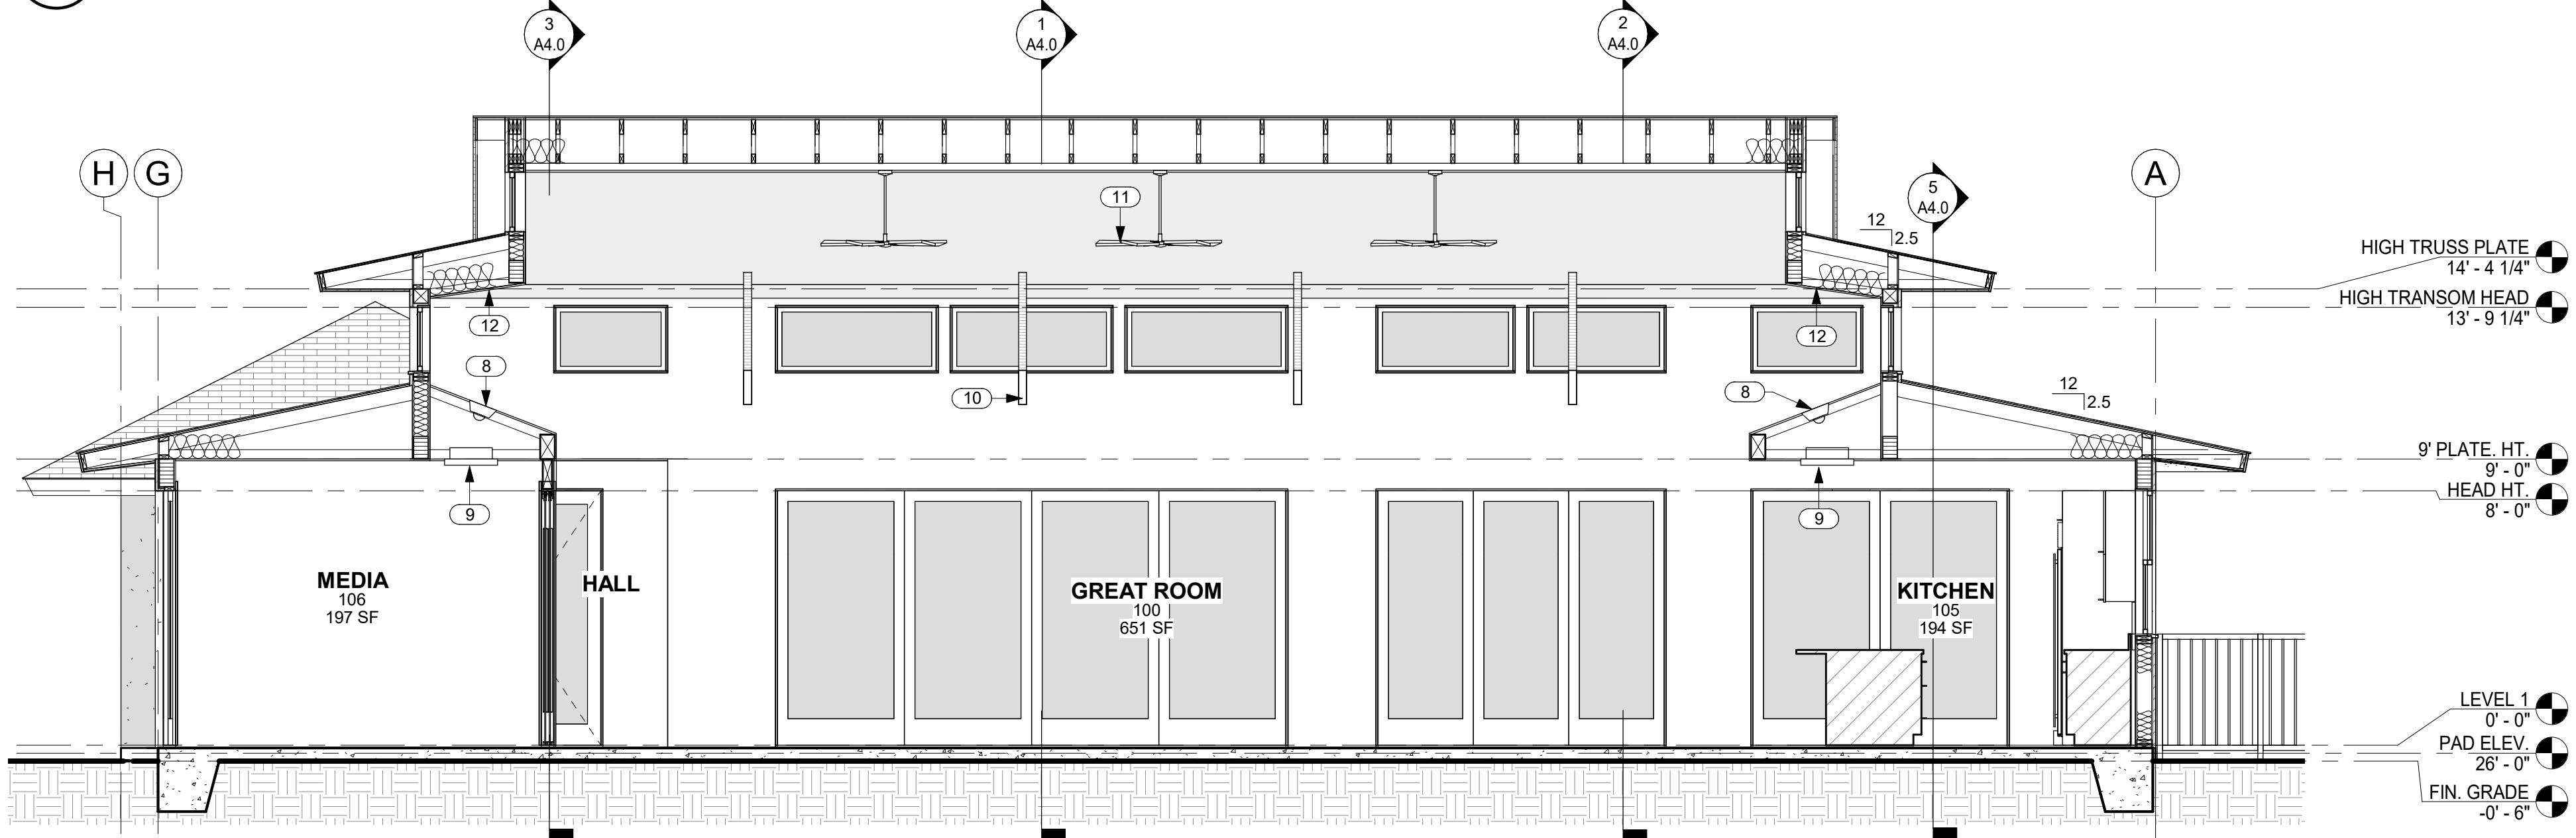 3
A4.0
1
A4.0
2
A4.0
H
G
A
5
A4.0
11
12
2.5
HIGH TRUSS PLATE
14' - 4 1/4"
HIGH TRANSOM HEAD
13' - 9 1/4"
12
12
8
10
8
12
2.5
9' PLATE. HT.
9' - 0"
HEAD HT.
8' - 0"
9
9
MEDIA
106
197 SF
HALL
GREAT ROOM
100
651 SF
KITCHEN
105
194 SF
LEVEL 1
0' - 0"
PAD ELEV.
26' - 0"
FIN. GRADE
-0' - 6"